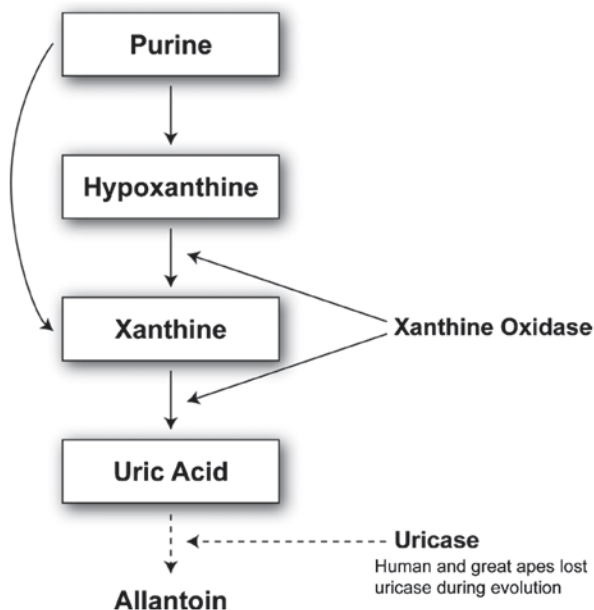 Purine
Hypoxanthine
Xanthine
Xanthine Oxidase
Uric Acid
Uricase
Human and great apes lost
uricase during evolution
Allantoin